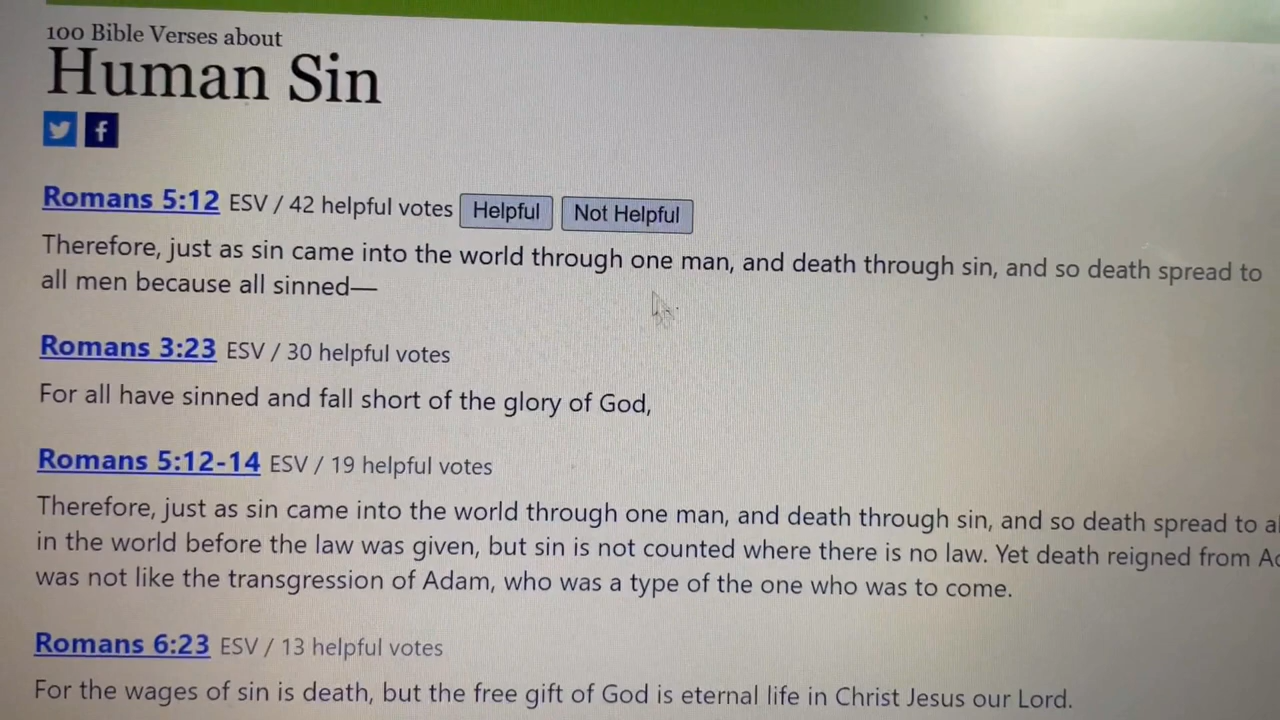 100 Bible Verses about
Human Sin
Romans 5:12 ESV / 42 helpful votes Helpful Not Helpful
Therefore, just as sin came into the world through one man, and death through sin, and so death spread to
all men because all sinned—
Romans 3:23 ESV / 30 helpful votes
For all have sinned and fall short of the glory of God,
Romans 5:12-14 ESV / 19 helpful votes
Therefore, just as sin came into the world through one man, and death through sin, and so death spread to
in the world before the law was given, but sin is not counted where there is no law. Yet death reigned from
was not like the transgression of Adam, who was a type of the one who was to come.
Romans 6:23 ESV / 13 helpful votes
For the wages of sin is death, but the free gift of God is eternal life in Christ Jesus our Lord.